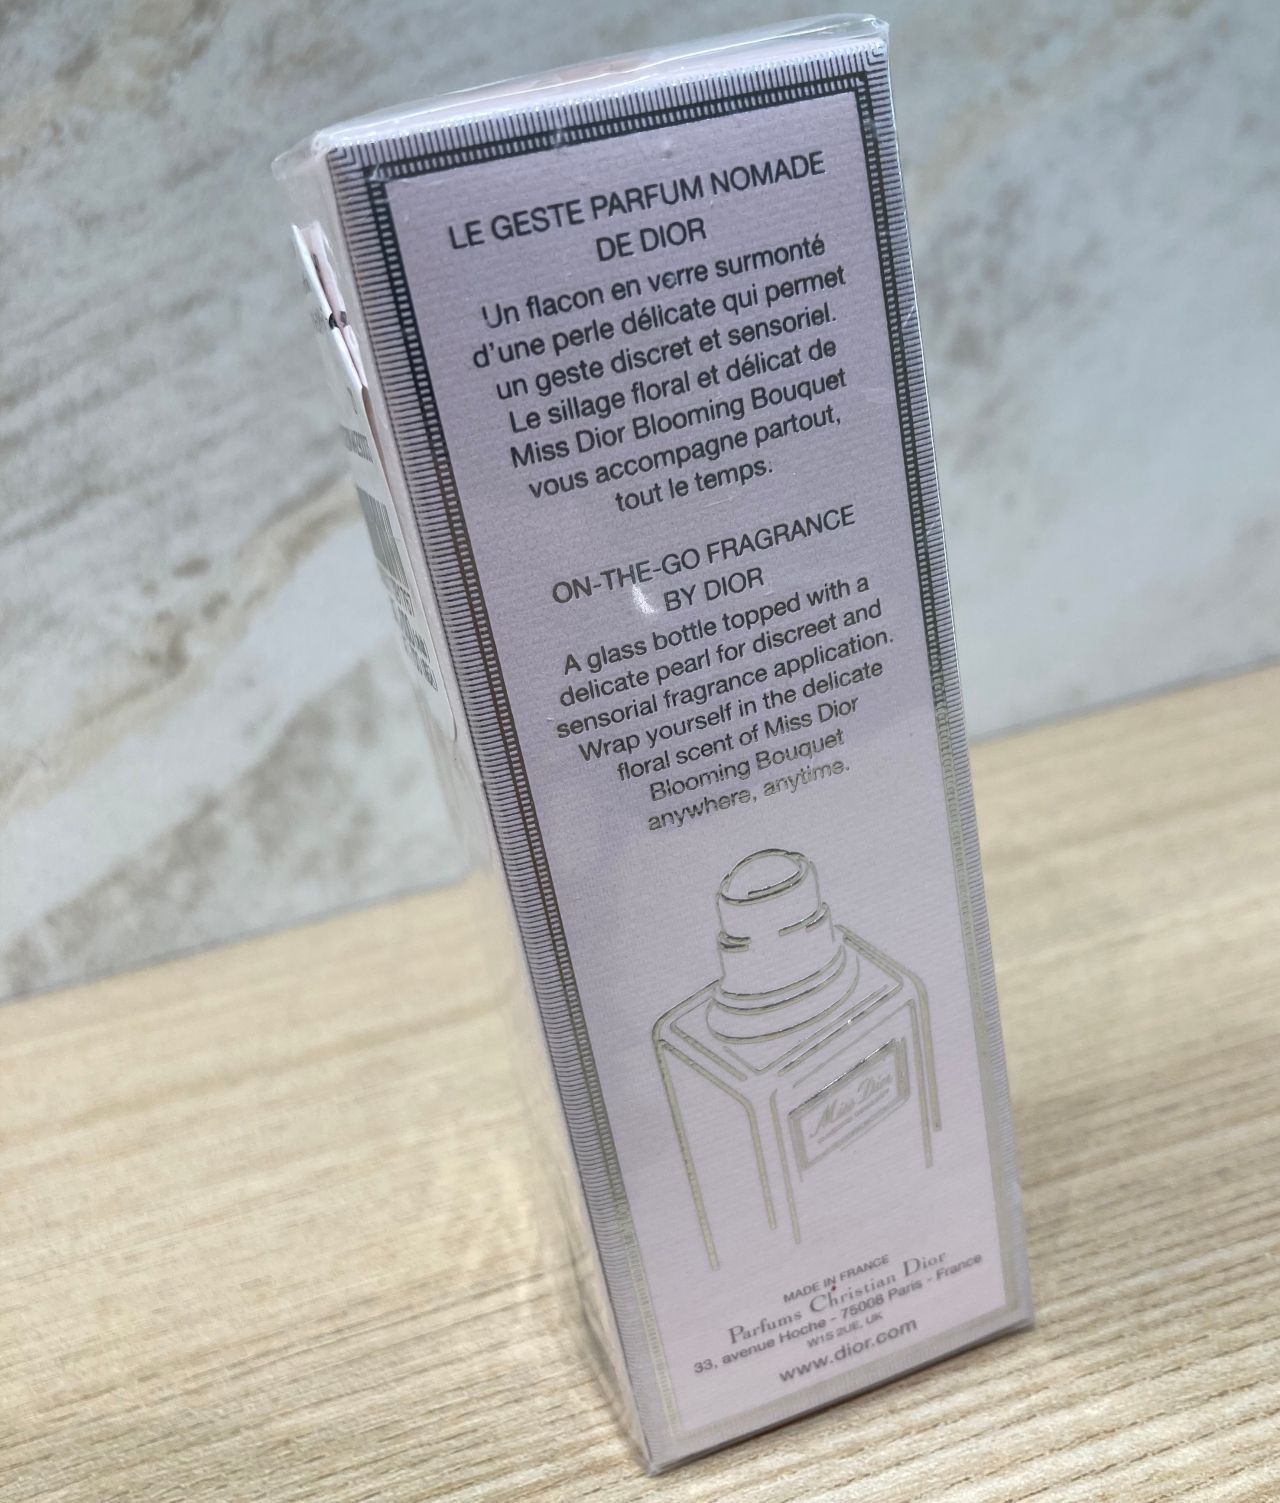 LE GESTE PARFUM NOMADE
DE DIOR
Un flacon en verre surmonté
d'une perle délicate qui permet
un geste discret et sensoriel.
Le sillage floral et délicat de
Miss Dior Blooming Bouquet
vous accompagne partout,
tout le temps.
ON-THE-GO FRAGRANCE
BY DIOR
A glass bottle topped with a
delicate pearl for discreet and
sensorial fragrance application.
Wrap yourself in the delicate
floral scent of Miss Dior
Blooming Bouquet
anywhere, anytime.
Miss Dior
MADE IN FRANCE
Parfums Christian Dior
33, avenue Hoche - 75008 Paris - France
W1S 2UE, UK
www.dior.com